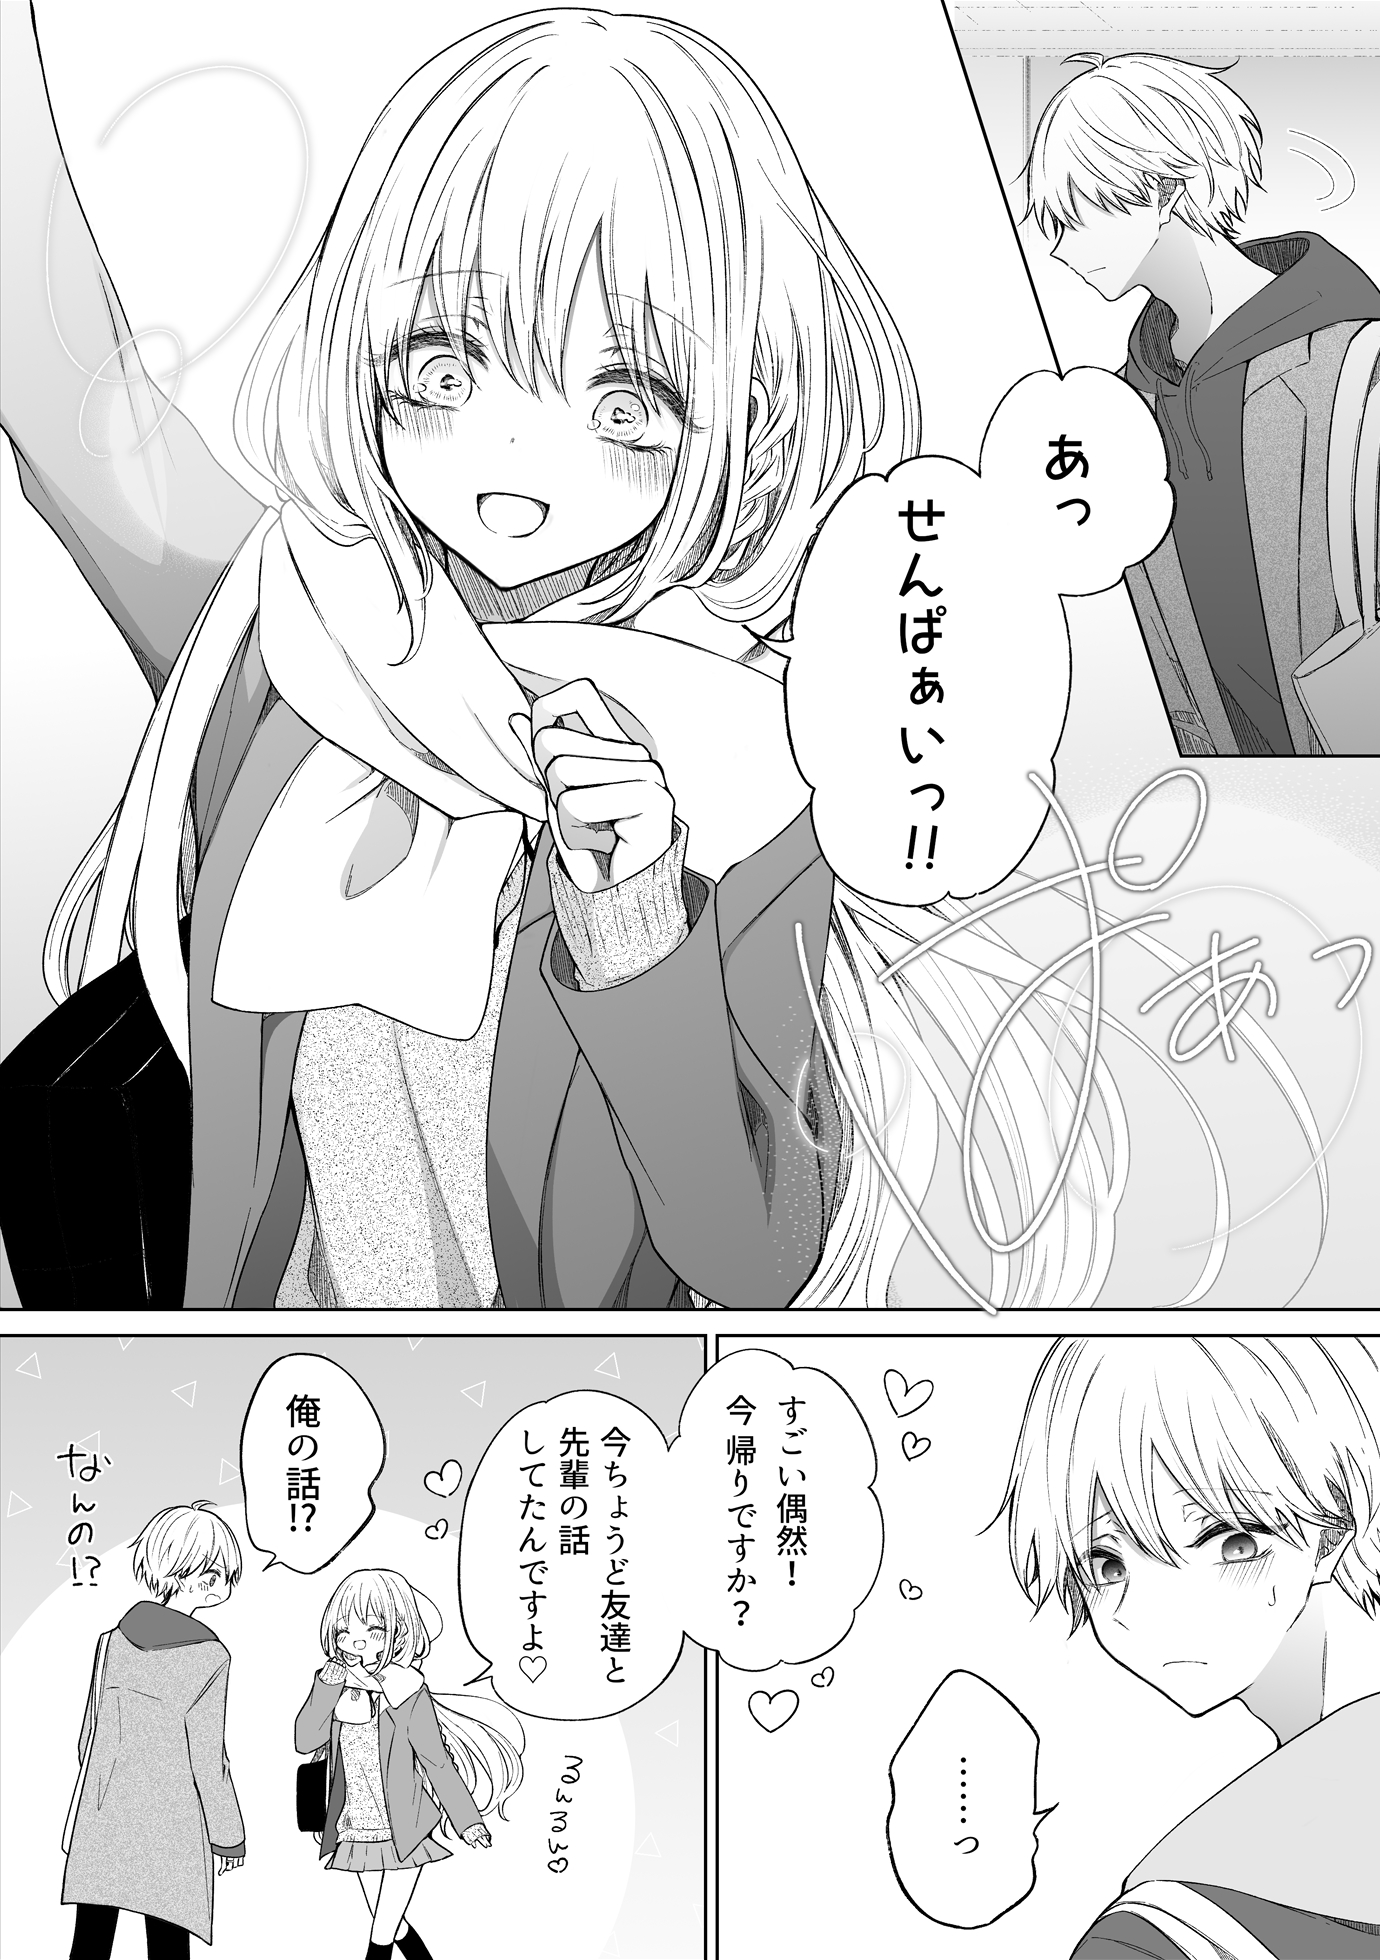 あっ
せんぱぁいっ!!
ぱぁっ
すごい偶然!
今帰りですか?
……っ
今ちょうど友達と
先輩の話
してたんですよ♡
るんるん♡
俺の話!?
なんの!?